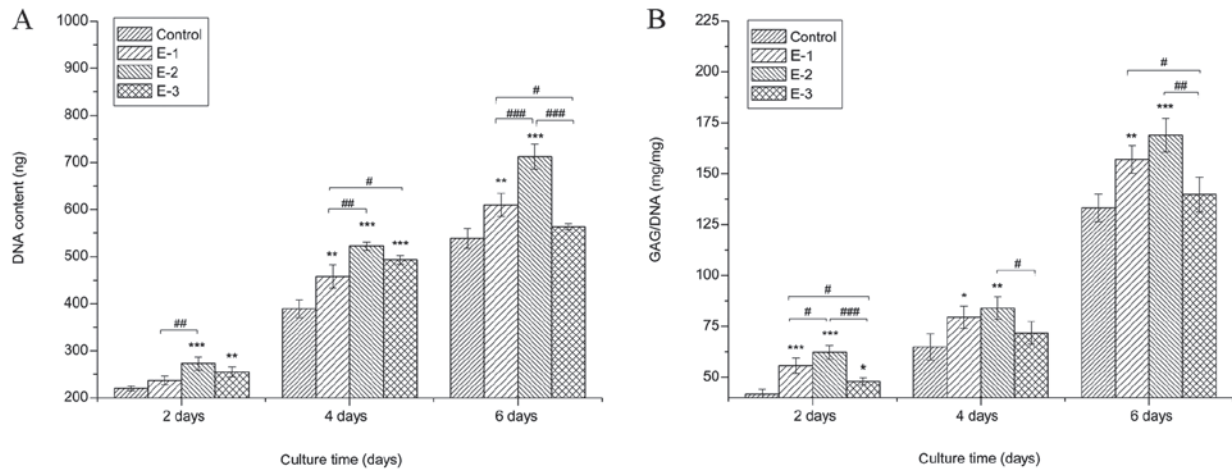 A
Control
E-1
E-2
E-3
1000
900
800
700
600
500
400
300
200
DNA content (ng)
##
***
**
**
##
#
***
***
**
###
#
***
###
2 days
4 days
6 days
Culture time (days)
B
Control
E-1
E-2
E-3
225
200
175
150
125
100
75
50
GAG/DNA (mg/mg)
***
#
#
***
###
*
*
**
#
**
#
***
##
2 days
4 days
6 days
Culture time (days)